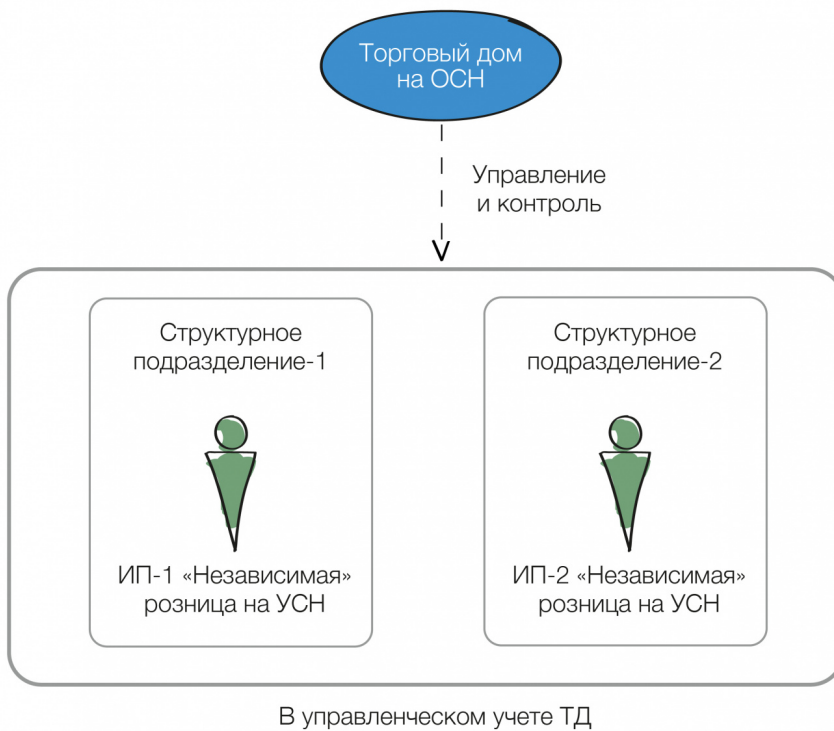 Торговый дом
на ОСН
Управление
и контроль
Структурное
подразделение-1
ИП-1 «Независимая»
розница на УСН
Структурное
подразделение-2
ИП-2 «Независимая»
розница на УСН
В управленческом учете ТД